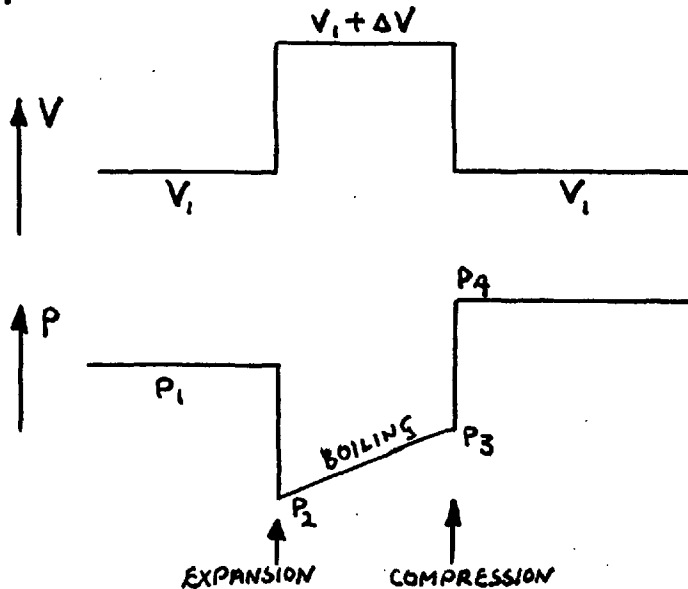 V₁ + ΔV
V
V₁
V₁
P₄
P
P₁
BOILING
P₃
P₂
EXPANSION
COMPRESSION